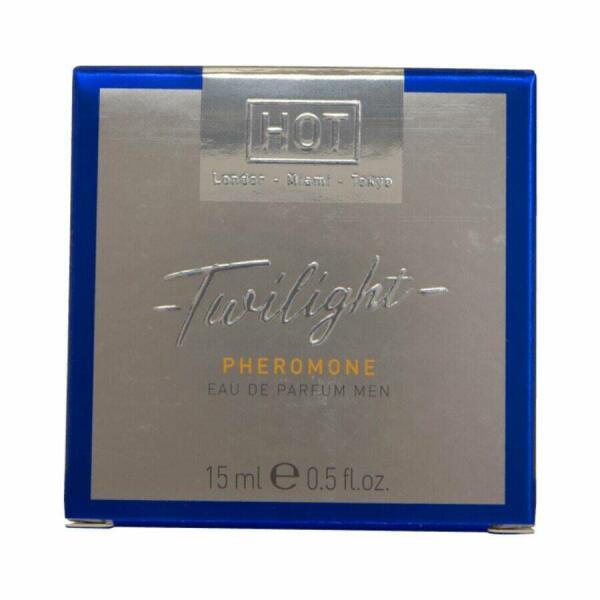 HOT
London - Miami - Tokyo
-Twilight-
PHEROMONE
EAU DE PARFUM MEN
15 ml e 0.5 fl.oz.